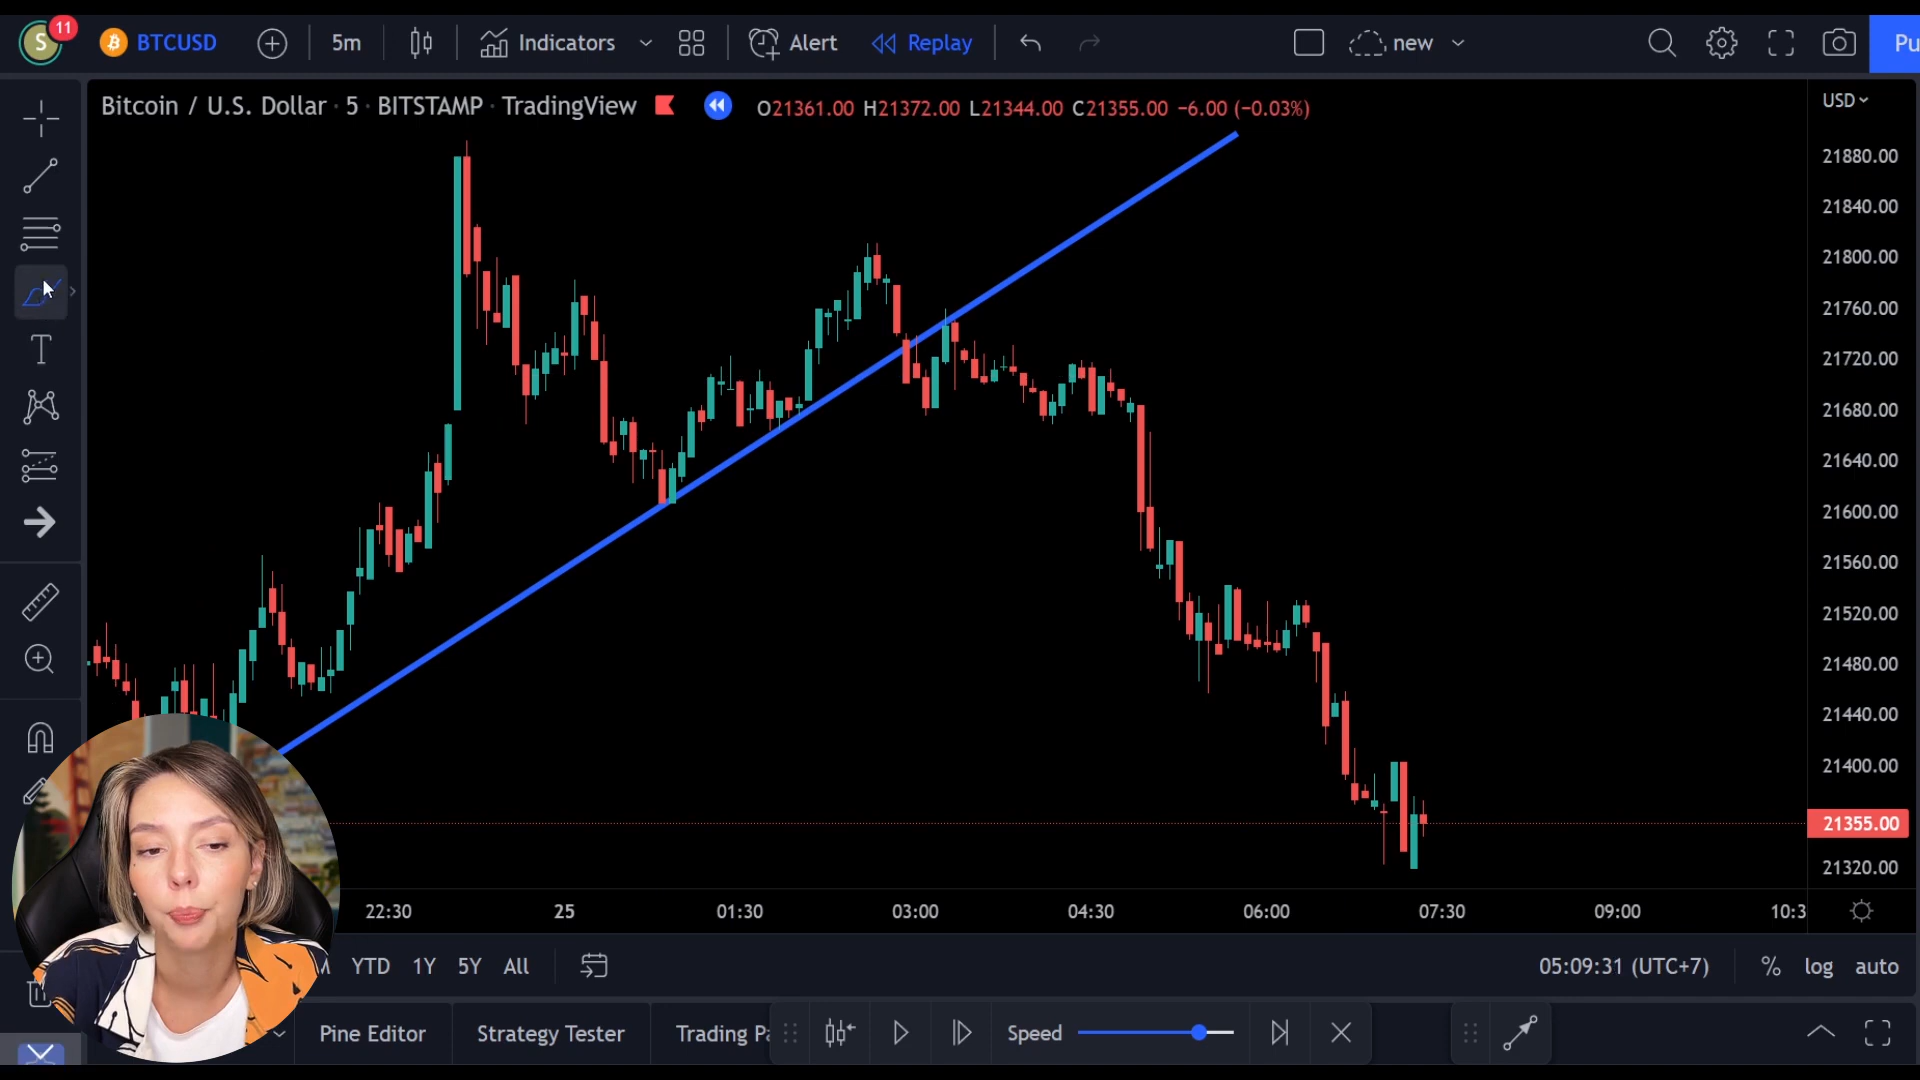 S 11 BTCUSD 5m Indicators Alert Replay new Pu
Bitcoin / U.S. Dollar · 5 · BITSTAMP · TradingView O21361.00 H21372.00 L21344.00 C21355.00 −6.00 (−0.03%)
USD
21880.00
21840.00
21800.00
21760.00
21720.00
21680.00
21640.00
21600.00
21560.00
21520.00
21480.00
21440.00
21400.00
21355.00
21320.00
T
22:30 25 01:30 03:00 04:30 06:00 07:30 09:00 10:3
YTD 1Y 5Y All 05:09:31 (UTC+7) % log auto
Pine Editor Strategy Tester Trading Pa Speed